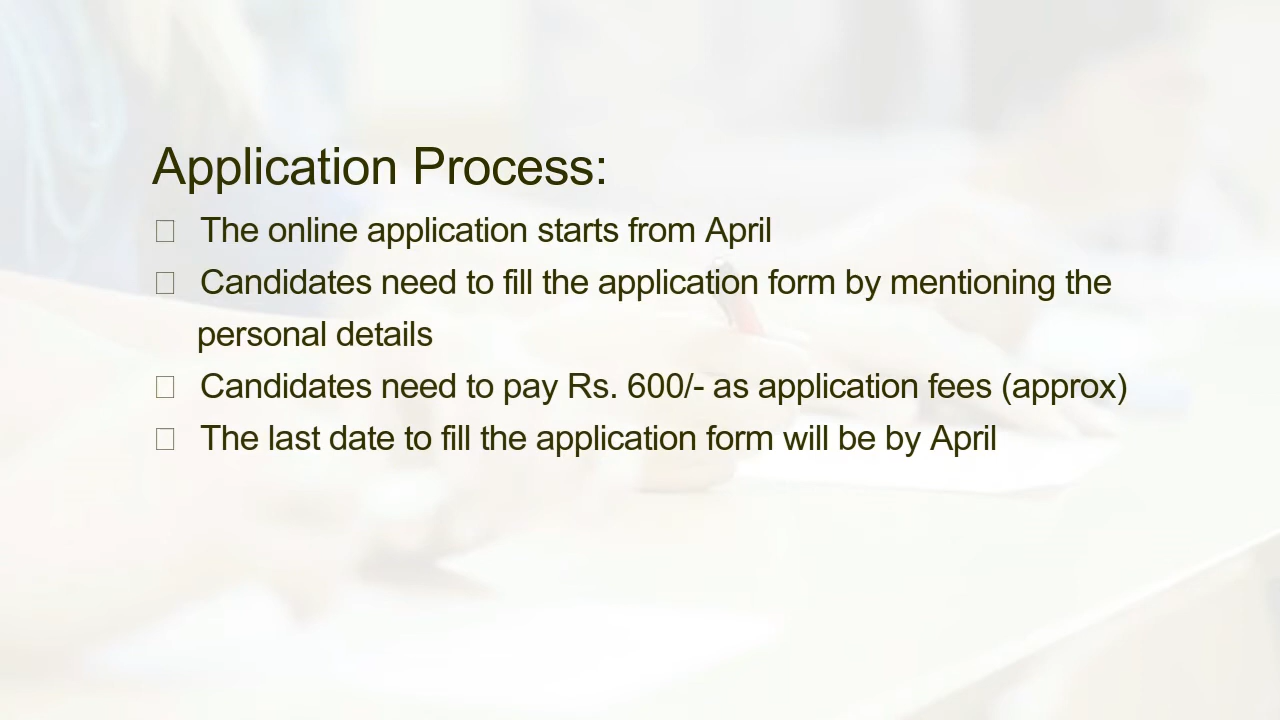 Application Process:
□ The online application starts from April
□ Candidates need to fill the application form by mentioning the
personal details
□ Candidates need to pay Rs. 600/- as application fees (approx)
□ The last date to fill the application form will be by April